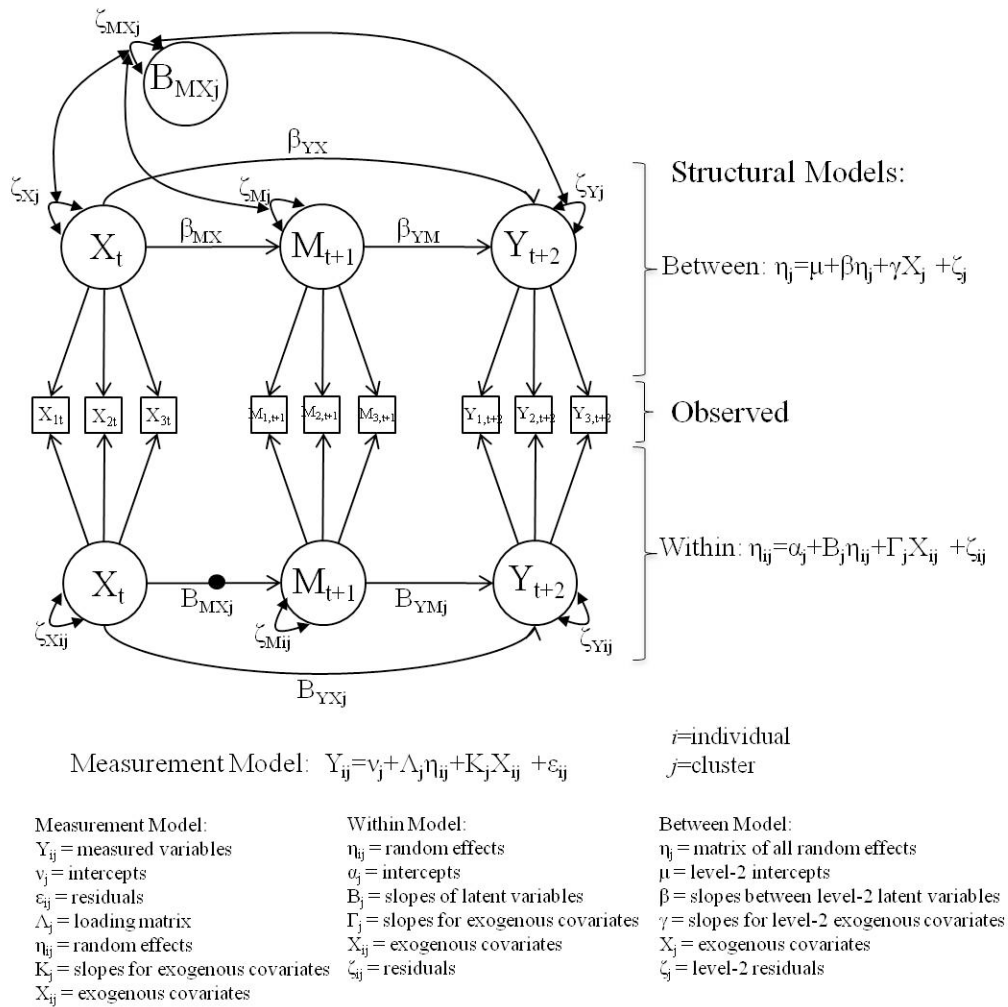 ζMXj
BMXj
βYX
ζXj
ζMj
ζYj
Structural Models:
Xt
βMX
Mt+1
βYM
Yt+2
Between: ηj=μ+βηj+γXj +ζj
X1t
X2t
X3t
M1,t+1
M2,t+1
M3,t+1
Y1,t+2
Y2,t+2
Y3,t+2
Observed
Within: ηij=αj+Bjηij+ΓjXij +ζij
Xt
BMXj
Mt+1
BYMj
Yt+2
ζXij
ζMij
ζYij
BYXj
Measurement Model: Yij=νj+Λjηij+KjXij +εij
i=individual
j=cluster
Measurement Model:
Yij = measured variables
νj = intercepts
εij = residuals
Λj = loading matrix
ηij = random effects
Kj = slopes for exogenous covariates
Xij = exogenous covariates
Within Model:
ηij = random effects
αj = intercepts
Bj = slopes of latent variables
Γj = slopes for exogenous covariates
Xij = exogenous covariates
ζij = residuals
Between Model:
ηj = matrix of all random effects
μ = level-2 intercepts
β = slopes between level-2 latent variables
γ = slopes for level-2 exogenous covariates
Xj = exogenous covariates
ζj = level-2 residuals